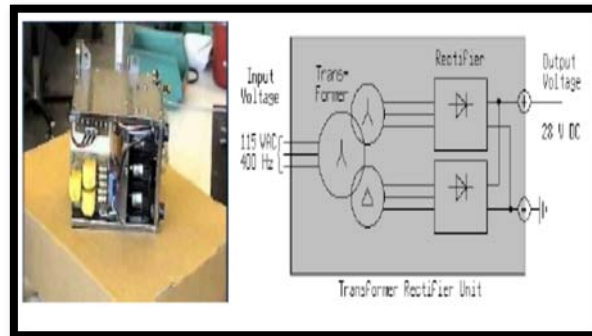 Input
Voltage
115 VAC
400 Hz
Trans-
Former
Rectifier
Output
Voltage
28 V DC
Transformer Rectifier Unit